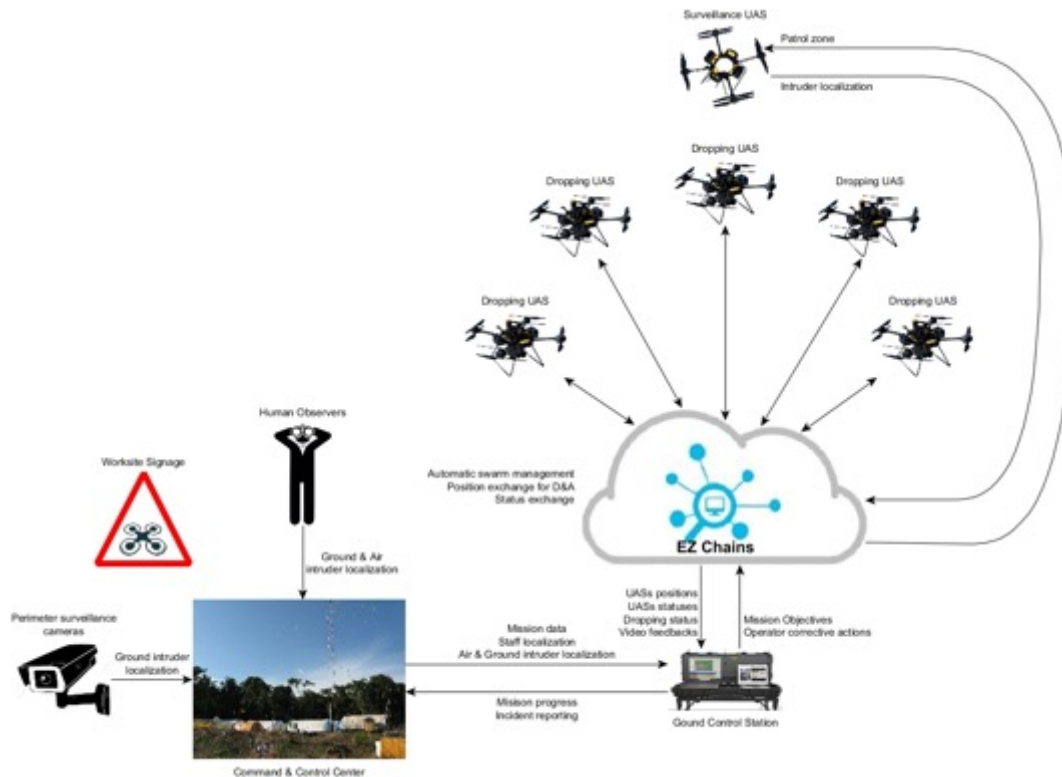 Surveillance UAS
Patrol zone
Intruder localization
Dropping UAS
Dropping UAS
Dropping UAS
Dropping UAS
Dropping UAS
Human Observers
Worksite Signage
Automatic swarm management
Position exchange for D&A
Status exchange
EZ Chains
Ground & Air
intruder localization
UASs positions
UASs statuses
Dropping status
Video feedbacks
Mission Objectives
Operator corrective actions
Perimeter surveillance
cameras
Ground intruder
localization
Mission data
Staff localization
Air & Ground intruder localization
Misison progress
Incident reporting
Gound Control Station
Command & Control Center